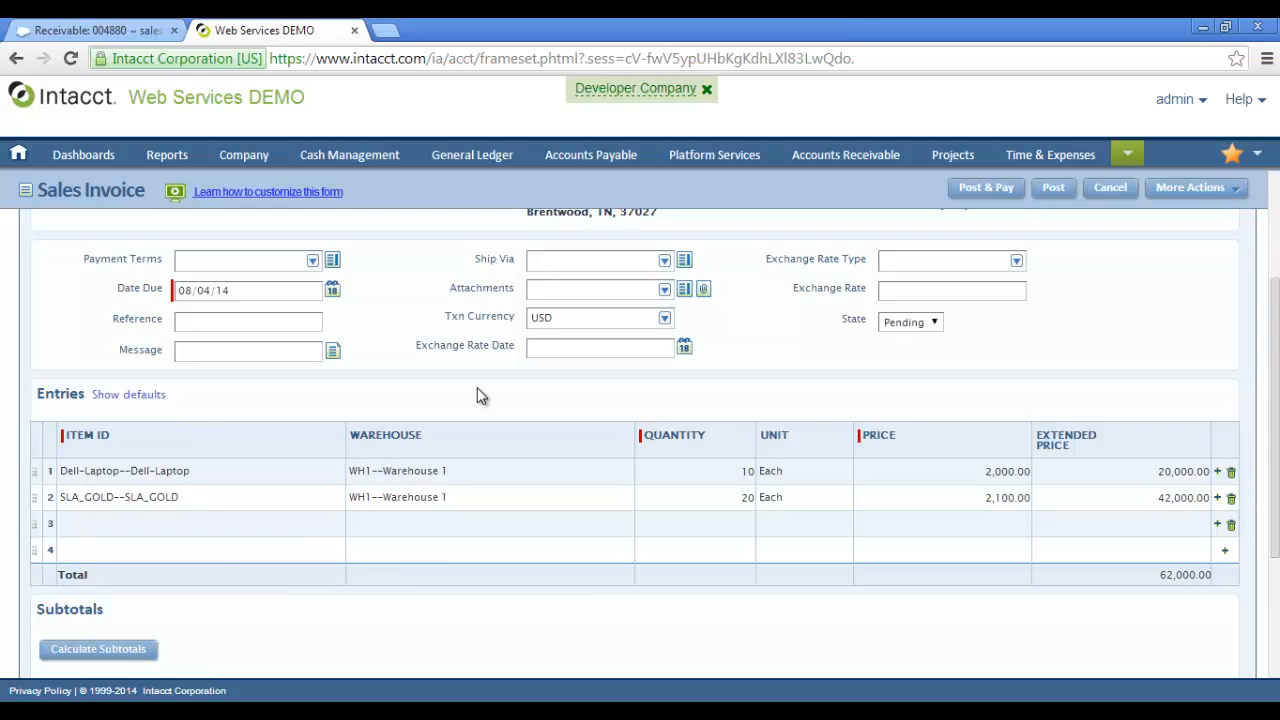 Receivable: 004880 ~ sales
Web Services DEMO
Intacct Corporation [US]
https://www.intacct.com/ia/acct/frameset.phtml?.sess=cV-fwV5ypUHbKgKdhLXl83LwQdo.
Intacct. Web Services DEMO
Developer Company
admin
Help
Dashboards Reports Company Cash Management General Ledger Accounts Payable Platform Services Accounts Receivable Projects Time & Expenses
Sales Invoice
Learn how to customize this form
Post & Pay
Post
Cancel
More Actions
Brentwood, TN, 37027
Payment Terms
Ship Via
Exchange Rate Type
Date Due 08/04/14
18
Attachments
Exchange Rate
Reference
Txn Currency USD
State Pending
Message
Exchange Rate Date
18
Entries Show defaults
ITEM ID WAREHOUSE QUANTITY UNIT PRICE EXTENDED PRICE
1 Dell-Laptop--Dell-Laptop WH1--Warehouse 1 10 Each 2,000.00 20,000.00
2 SLA_GOLD--SLA_GOLD WH1--Warehouse 1 20 Each 2,100.00 42,000.00
3
4
Total 62,000.00
Subtotals
Calculate Subtotals
Privacy Policy | © 1999-2014 Intacct Corporation